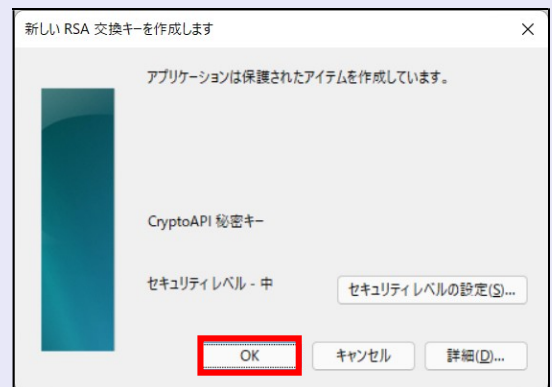 新しい RSA 交換キーを作成します
アプリケーションは保護されたアイテムを作成しています。
CryptoAPI 秘密キー
セキュリティ レベル - 中
セキュリティ レベルの設定(S)...
OK
キャンセル
詳細(D)...